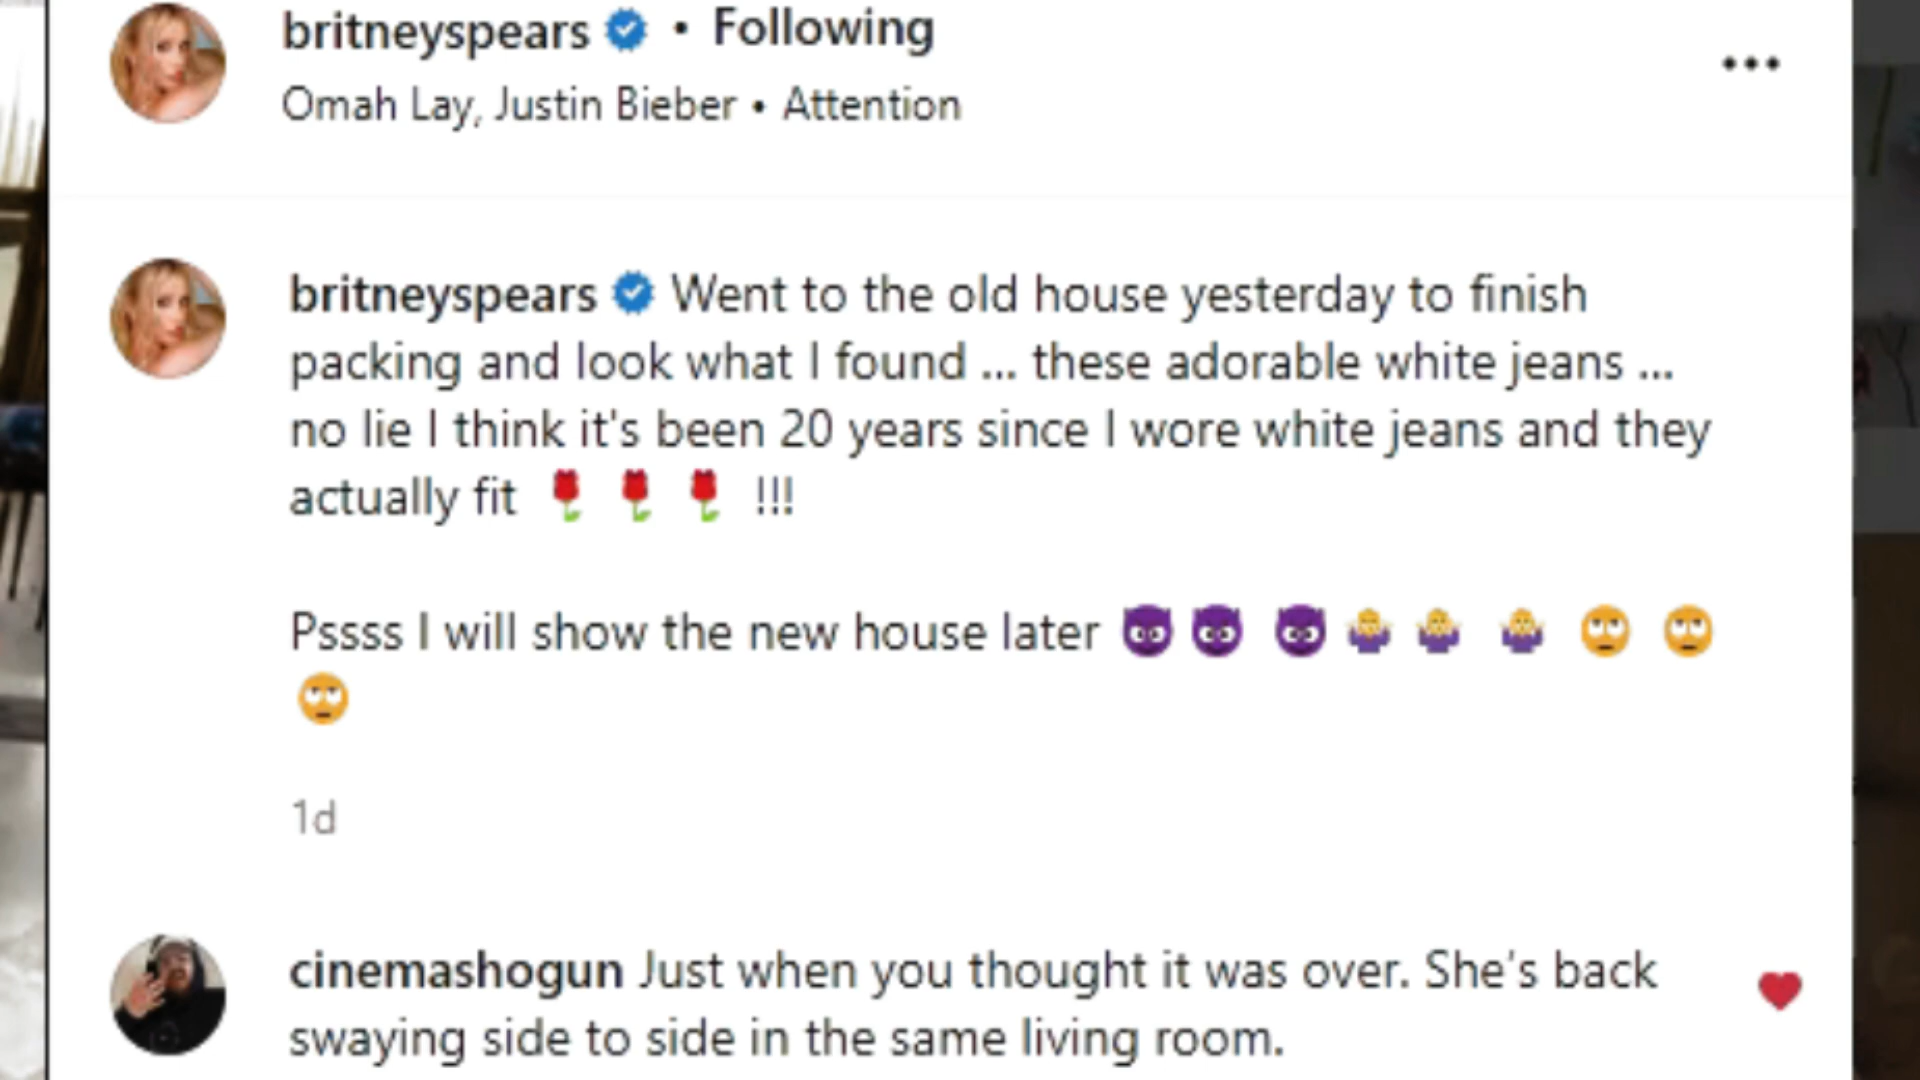 britneyspears • Following
Omah Lay, Justin Bieber • Attention
britneyspears Went to the old house yesterday to finish
packing and look what I found ... these adorable white jeans ...
no lie I think it's been 20 years since I wore white jeans and they
actually fit 🌹 🌹 🌹 !!!
Pssss I will show the new house later 😈😈 😈🤷‍♀️🤷‍♀️ 🤷‍♀️ 🙄 🙄
🙄
1d
cinemashogun Just when you thought it was over. She's back
swaying side to side in the same living room.